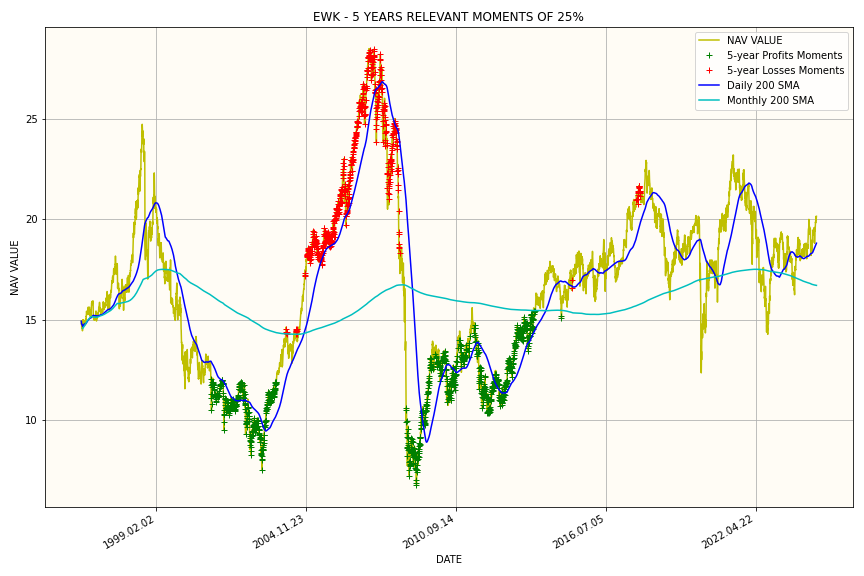 EWK - 5 YEARS RELEVANT MOMENTS OF 25%
NAV VALUE
5-year Profits Moments
5-year Losses Moments
Daily 200 SMA
Monthly 200 SMA
25
20
15
10
NAV VALUE
1999.02.02
2004.11.23
2010.09.14
2016.07.05
2022.04.22
DATE